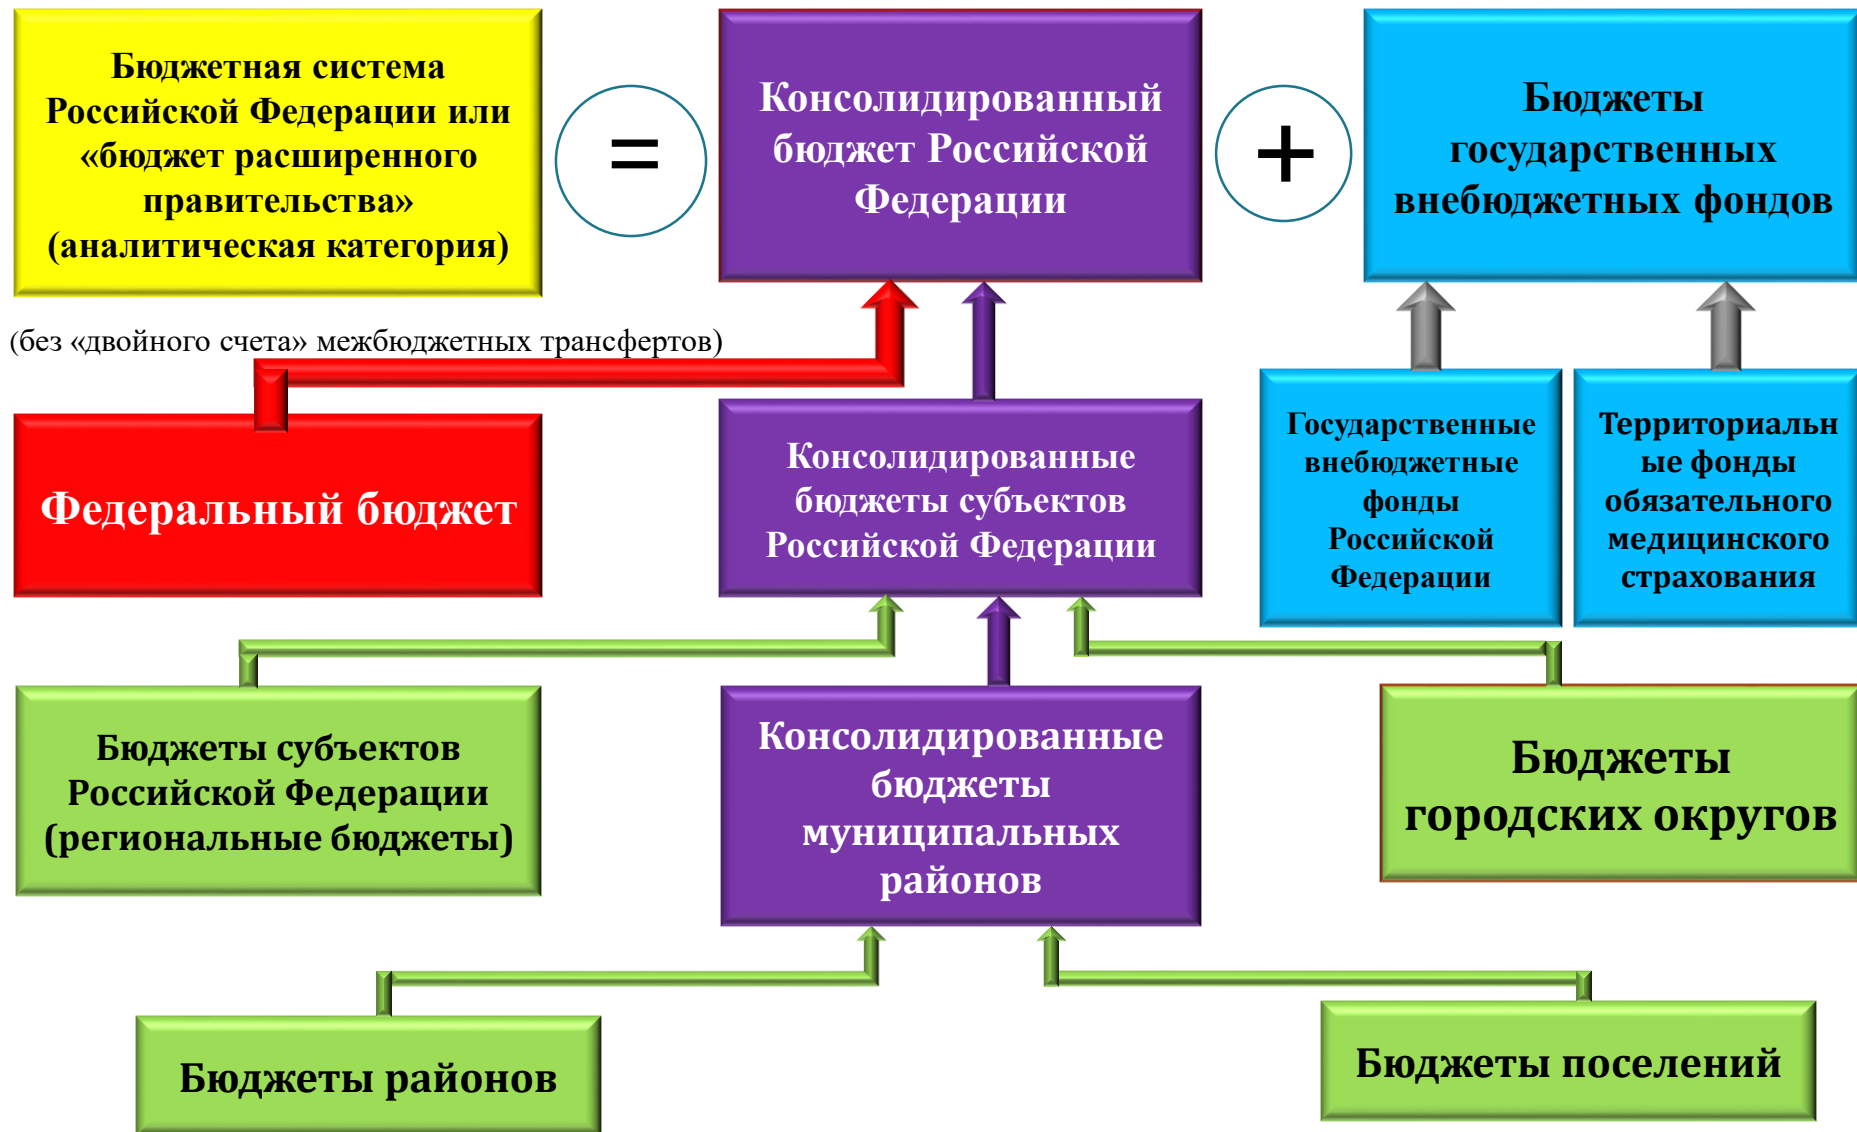 Бюджетная система
Российской Федерации или
«бюджет расширенного
правительства»
(аналитическая категория)
=
Консолидированный
бюджет Российской
Федерации
+
Бюджеты
государственных
внебюджетных фондов
(без «двойного счета» межбюджетных трансфертов)
Федеральный бюджет
Консолидированные
бюджеты субъектов
Российской Федерации
Государственные
внебюджетные
фонды
Российской
Федерации
Территориальн
ые фонды
обязательного
медицинского
страхования
Бюджеты субъектов
Российской Федерации
(региональные бюджеты)
Консолидированные
бюджеты
муниципальных
районов
Бюджеты
городских округов
Бюджеты районов
Бюджеты поселений